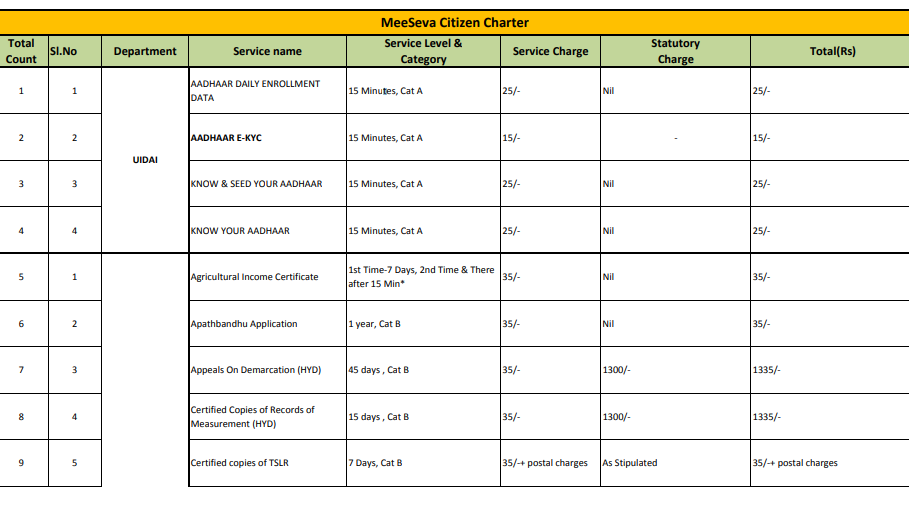 MeeSeva Citizen Charter
Total Count Sl.No Department Service name Service Level & Category Service Charge Statutory Charge Total(Rs)
1 1 UIDAI AADHAAR DAILY ENROLLMENT DATA 15 Minutes, Cat A 25/- Nil 25/-
2 2 AADHAAR E-KYC 15 Minutes, Cat A 15/- - 15/-
3 3 KNOW & SEED YOUR AADHAAR 15 Minutes, Cat A 25/- Nil 25/-
4 4 KNOW YOUR AADHAAR 15 Minutes, Cat A 25/- Nil 25/-
5 1 Agricultural Income Certificate 1st Time-7 Days, 2nd Time & There after 15 Min* 35/- Nil 35/-
6 2 Apathbandhu Application 1 year, Cat B 35/- Nil 35/-
7 3 Appeals On Demarcation (HYD) 45 days , Cat B 35/- 1300/- 1335/-
8 4 Certified Copies of Records of Measurement (HYD) 15 days , Cat B 35/- 1300/- 1335/-
9 5 Certified copies of TSLR 7 Days, Cat B 35/-+ postal charges As Stipulated 35/-+ postal charges